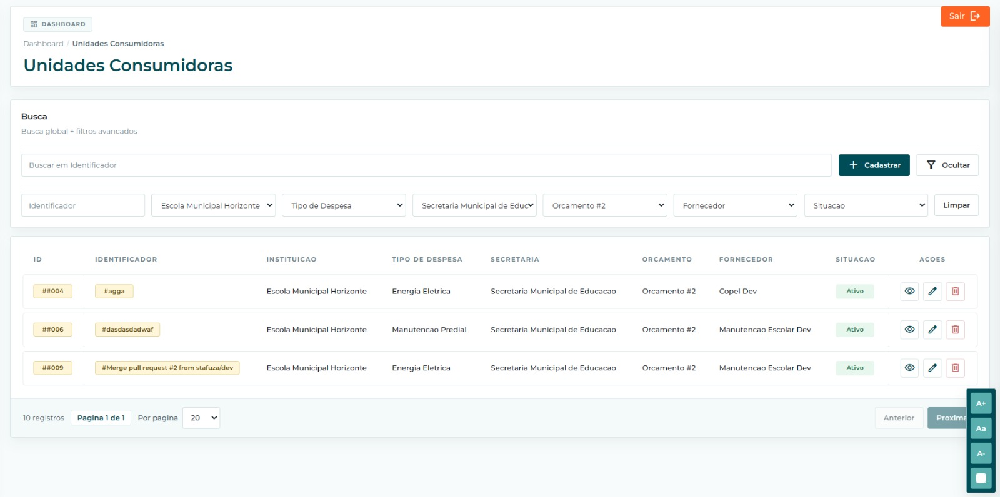 Sair
DASHBOARD
Dashboard / Unidades Consumidoras
Unidades Consumidoras
Busca
Busca global + filtros avancados
Buscar em Identificador
+ Cadastrar
Ocultar
Identificador
Escola Municipal Horizonte
Tipo de Despesa
Secretaria Municipal de Educ
Orcamento #2
Fornecedor
Situacao
Limpar
ID IDENTIFICADOR INSTITUICAO TIPO DE DESPESA SECRETARIA ORCAMENTO FORNECEDOR SITUACAO ACOES
##004 #agga Escola Municipal Horizonte Energia Eletrica Secretaria Municipal de Educacao Orcamento #2 Copel Dev Ativo
##006 #dasdasdadwaf Escola Municipal Horizonte Manutencao Predial Secretaria Municipal de Educacao Orcamento #2 Manutencao Escolar Dev Ativo
##009 #Merge pull request #2 from stafuza/dev Escola Municipal Horizonte Energia Eletrica Secretaria Municipal de Educacao Orcamento #2 Manutencao Escolar Dev Ativo
10 registros Pagina 1 de 1 Por pagina 20
Anterior Proxima
A+
Aa
A-